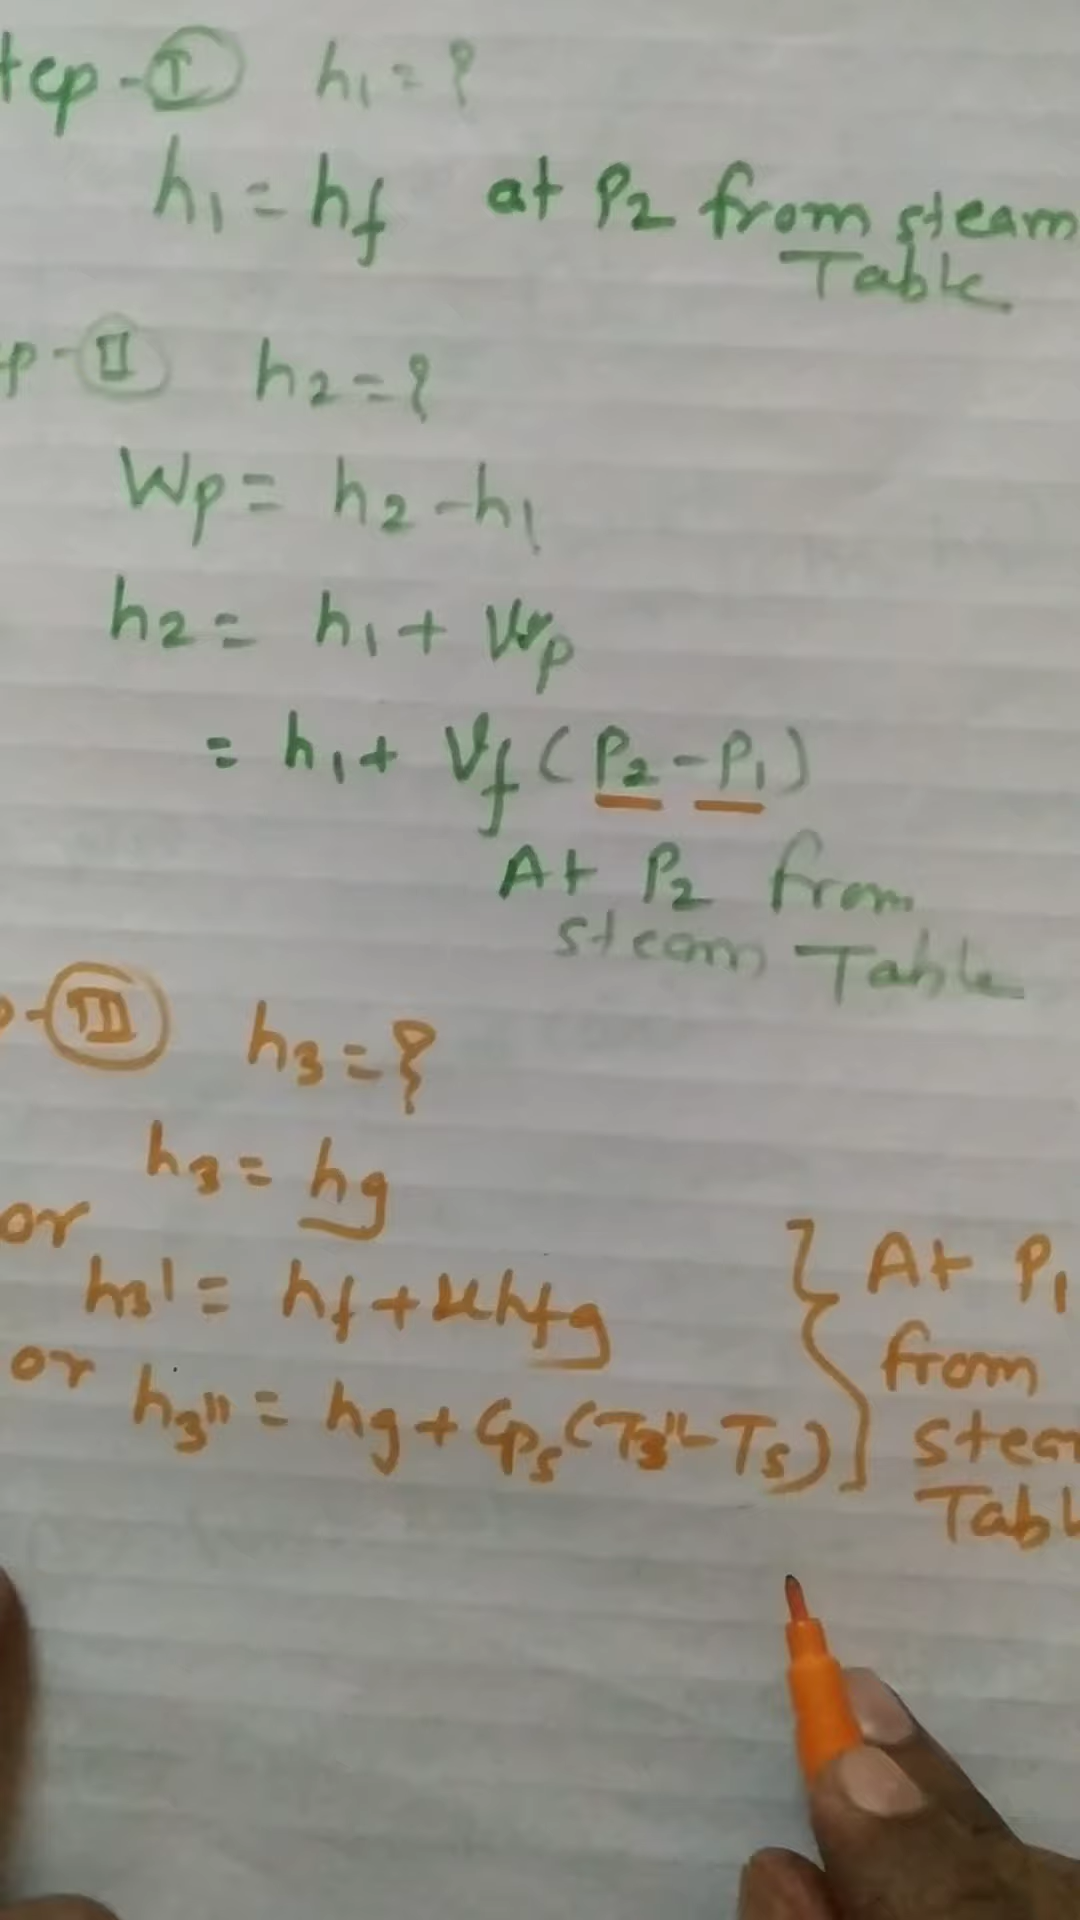 tep-Ⓘ h₁=?
h₁=hf at P₂ from steam
Table
p-Ⅱ h₂=?
Wp= h₂-h₁
h₂= h₁+Wp
= h₁+ Vf(P₂-P₁)
At P₂ from
steam Table
p-Ⅲ h₃=?
h₃= hg
or
h₃'= hf+xhfg
or h₃"= hg+Cps(T₃"-Ts)
At P₁
from
stea
Tabl